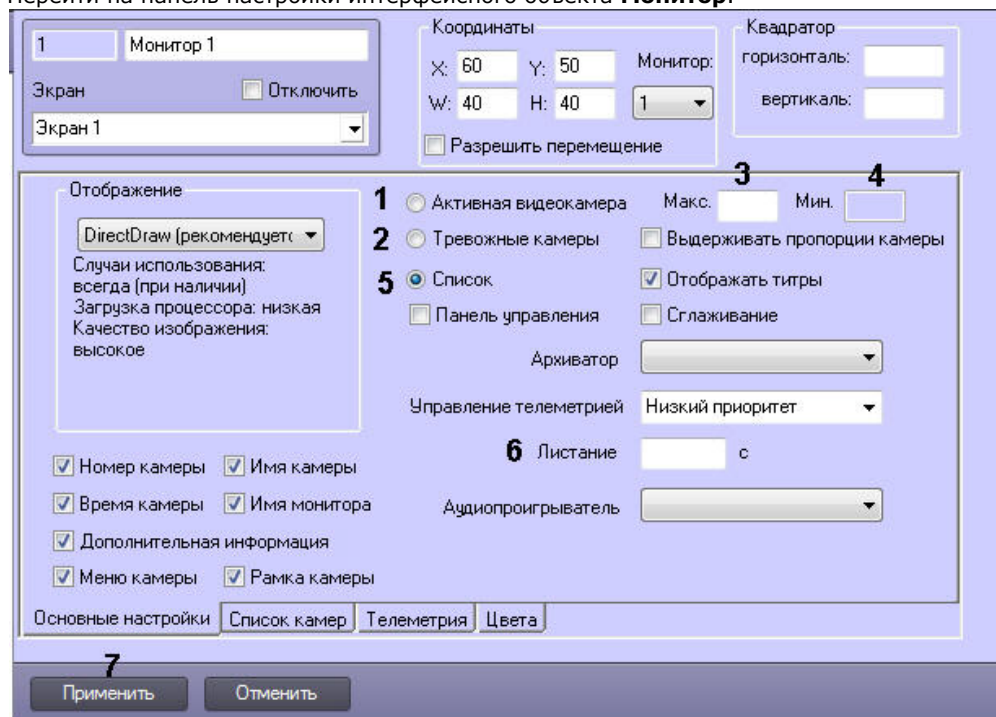 Перейти на панель настройки интерфейсного объекта Монитор.
1 Монитор 1
Экран Отключить
Экран 1
Координаты
X: 60 Y: 50 Монитор:
W: 40 H: 40 1
Разрешить перемещение
Квадратор
горизонталь:
вертикаль:
Отображение
DirectDraw (рекомендуетс
Случаи использования:
всегда (при наличии)
Загрузка процессора: низкая
Качество изображения:
высокое
3 4
1 Активная видеокамера Макс. Мин.
2 Тревожные камеры Выдерживать пропорции камеры
5 Список Отображать титры
Панель управления Сглаживание
Архиватор
Управление телеметрией Низкий приоритет
6 Листание с
Аудиопроигрыватель
Номер камеры Имя камеры
Время камеры Имя монитора
Дополнительная информация
Меню камеры Рамка камеры
Основные настройки Список камер Телеметрия Цвета
7
Применить Отменить